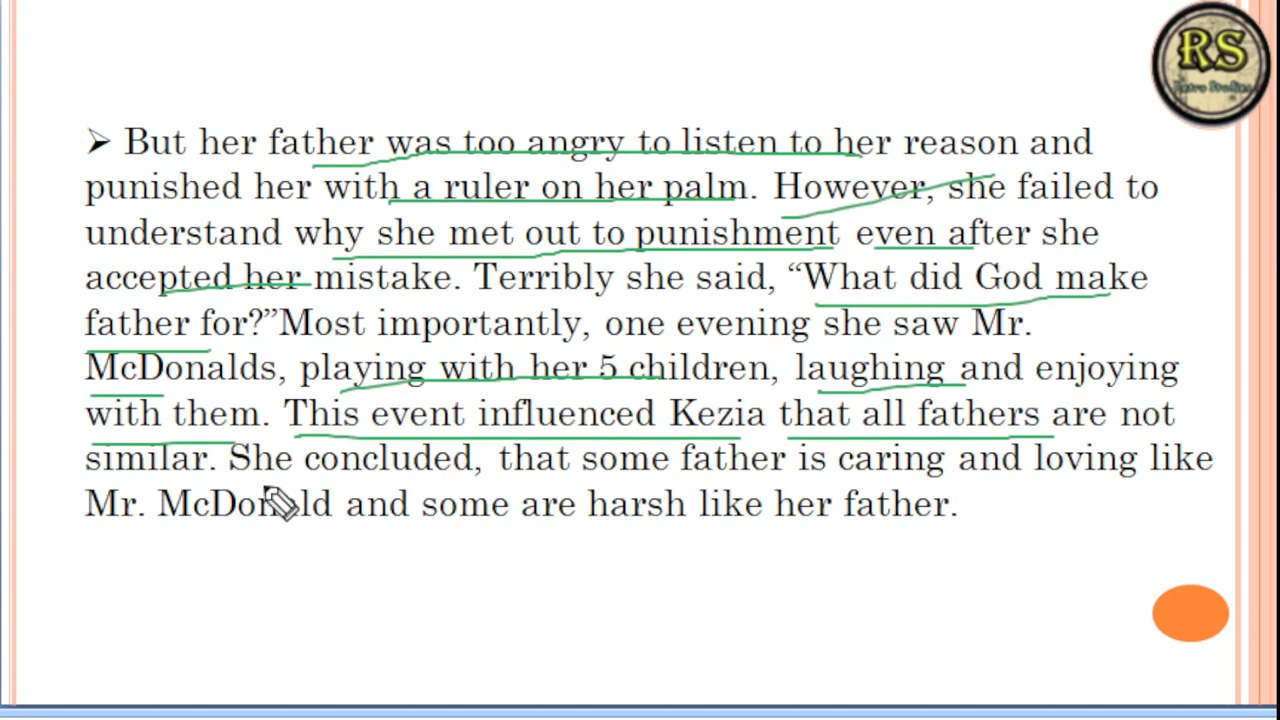 RS
Retro Studies
➢ But her father was too angry to listen to her reason and
punished her with a ruler on her palm. However, she failed to
understand why she met out to punishment even after she
accepted her mistake. Terribly she said, “What did God make
father for?”Most importantly, one evening she saw Mr.
McDonalds, playing with her 5 children, laughing and enjoying
with them. This event influenced Kezia that all fathers are not
similar. She concluded, that some father is caring and loving like
Mr. McDonald and some are harsh like her father.